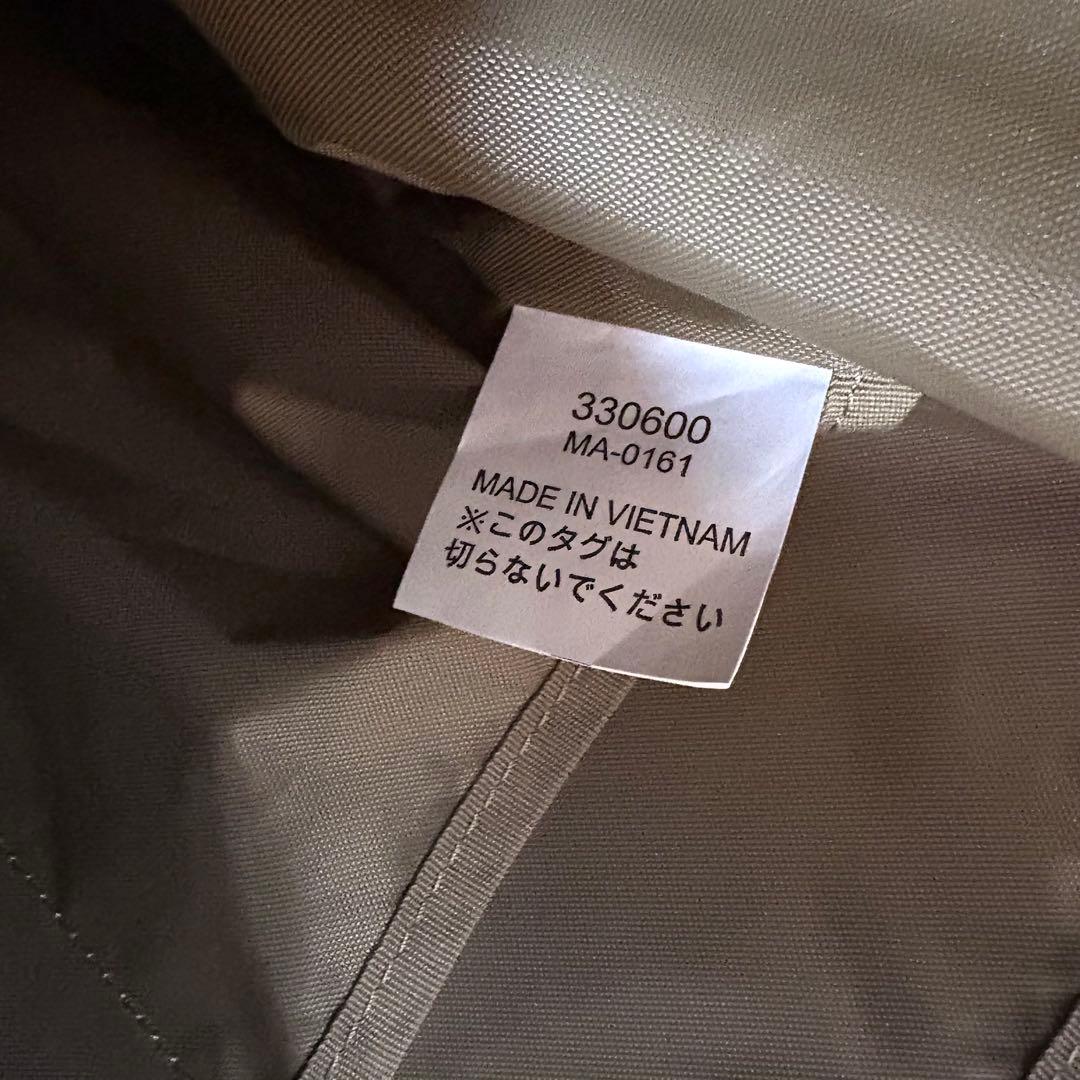 330600
MA-0161
MADE IN VIETNAM
※このタグは
切らないでください